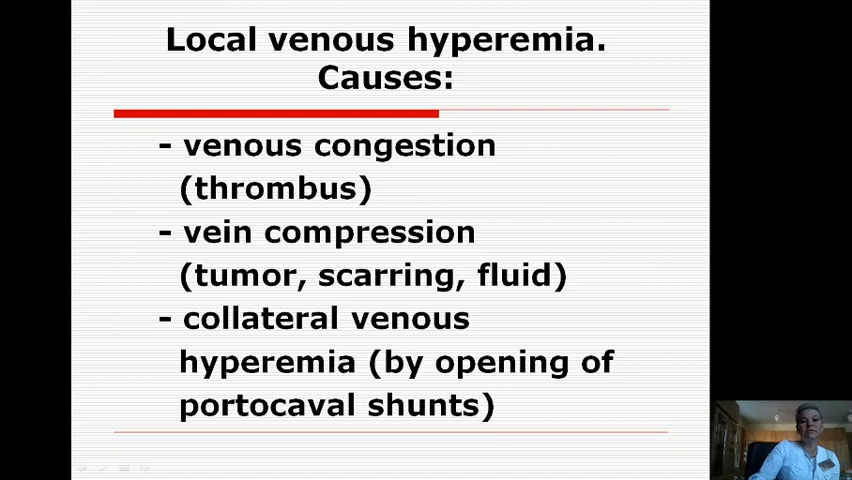 Local venous hyperemia.
Causes:
- venous congestion
(thrombus)
- vein compression
(tumor, scarring, fluid)
- collateral venous
hyperemia (by opening of
portocaval shunts)